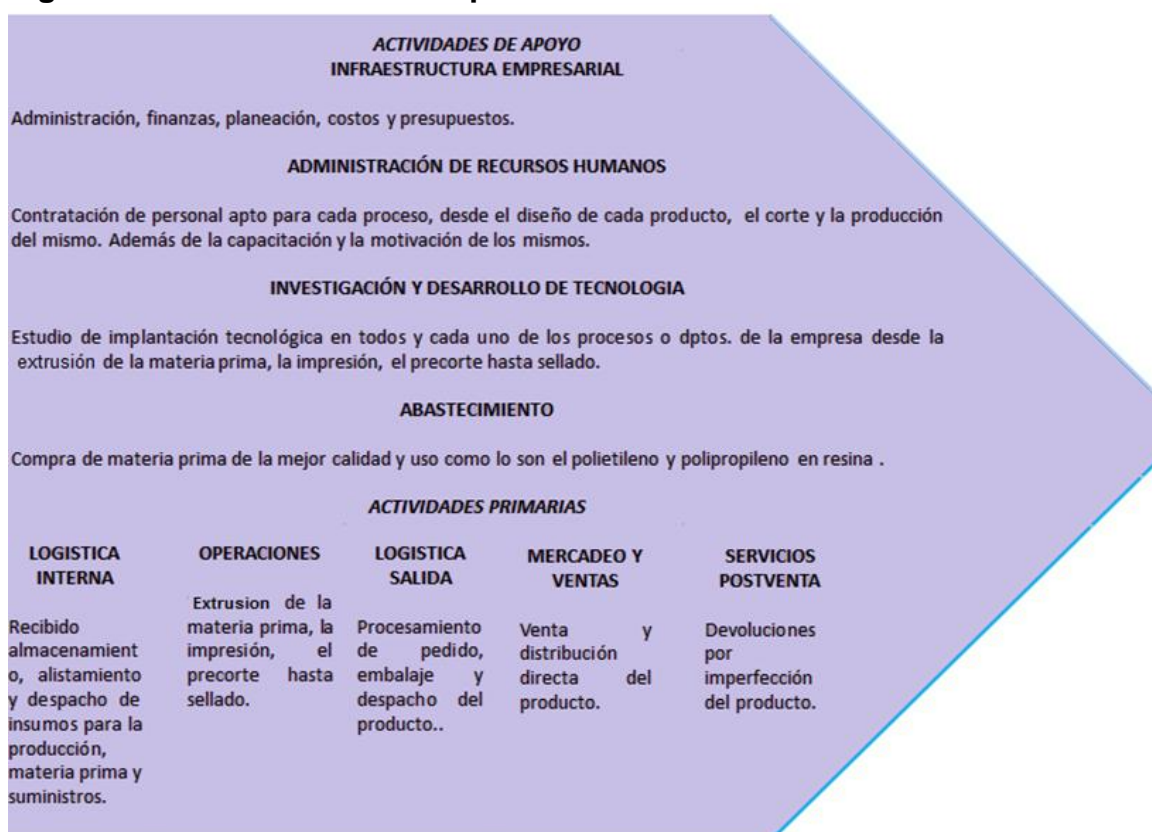 ACTIVIDADES DE APOYO
INFRAESTRUCTURA EMPRESARIAL
Administración, finanzas, planeación, costos y presupuestos.
ADMINISTRACIÓN DE RECURSOS HUMANOS
Contratación de personal apto para cada proceso, desde el diseño de cada producto, el corte y la producción
del mismo. Además de la capacitación y la motivación de los mismos.
INVESTIGACIÓN Y DESARROLLO DE TECNOLOGIA
Estudio de implantación tecnológica en todos y cada uno de los procesos o dptos. de la empresa desde la
extrusión de la materia prima, la impresión, el precorte hasta sellado.
ABASTECIMIENTO
Compra de materia prima de la mejor calidad y uso como lo son el polietileno y polipropileno en resina .
ACTIVIDADES PRIMARIAS
LOGISTICA
INTERNA
Recibido
almacenamient
o, alistamiento
y despacho de
insumos para la
producción,
materia prima y
suministros.
OPERACIONES
Extrusion de la
materia prima, la
impresión, el
precorte hasta
sellado.
LOGISTICA
SALIDA
Procesamiento
de pedido,
embalaje y
despacho del
producto..
MERCADEO Y
VENTAS
Venta y
distribución
directa del
producto.
SERVICIOS
POSTVENTA
Devoluciones
por
imperfección
del producto.